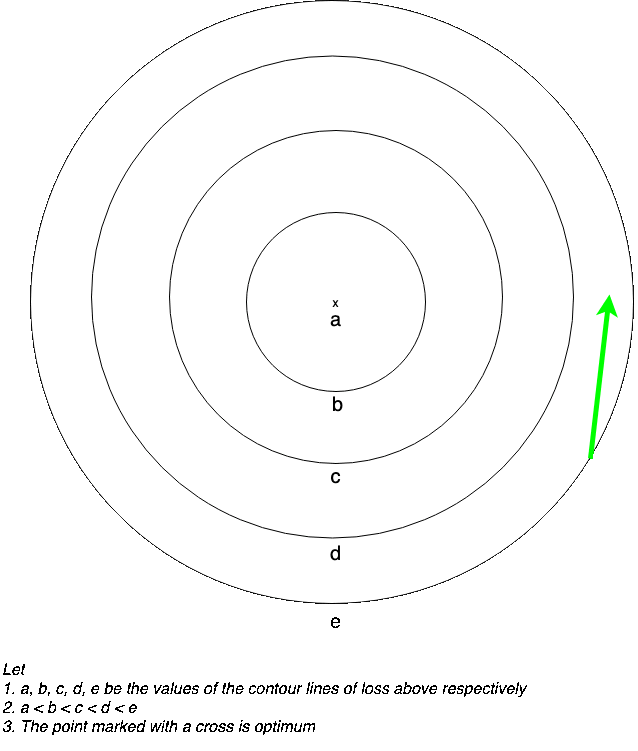 x
a
b
c
d
e
Let
1. a, b, c, d, e be the values of the contour lines of loss above respectively
2. a < b < c < d < e
3. The point marked with a cross is optimum